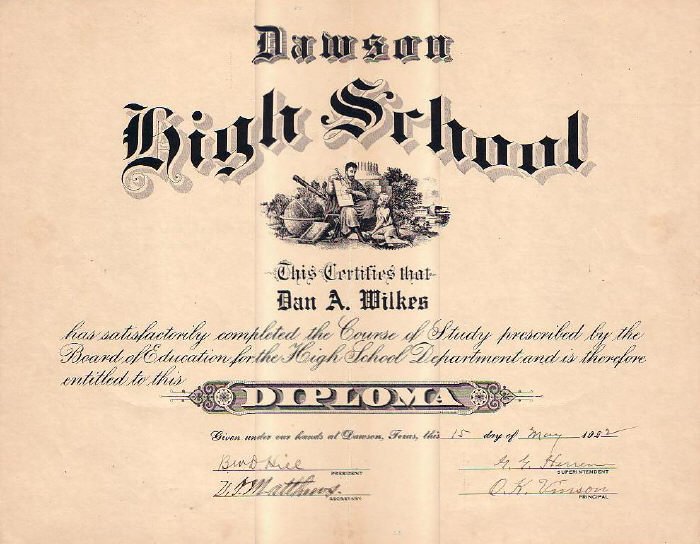 Dawson
High School
This Certifies that
Dan A. Wilkes
has satisfactorily completed the Course of Study prescribed by the
Board of Education for the High School Department and is therefore
entitled to this
DIPLOMA
Given under our hands at Dawson, Texas, this 15 day of May
PRESIDENT
SUPERINTENDENT
Matthews.
SECRETARY
O. K. Vinson
PRINCIPAL